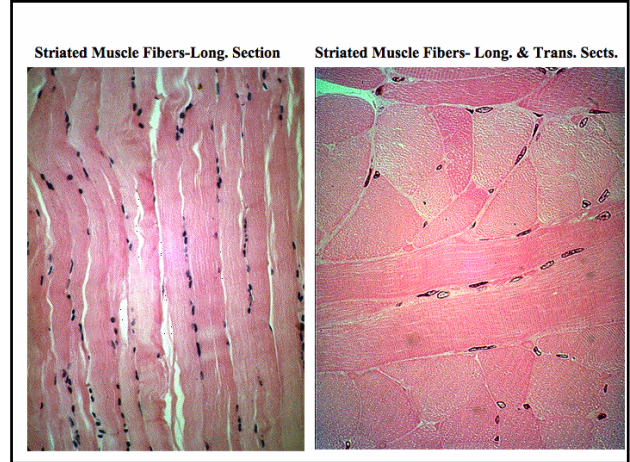 Striated Muscle Fibers-Long. Section
Striated Muscle Fibers- Long. & Trans. Sects.